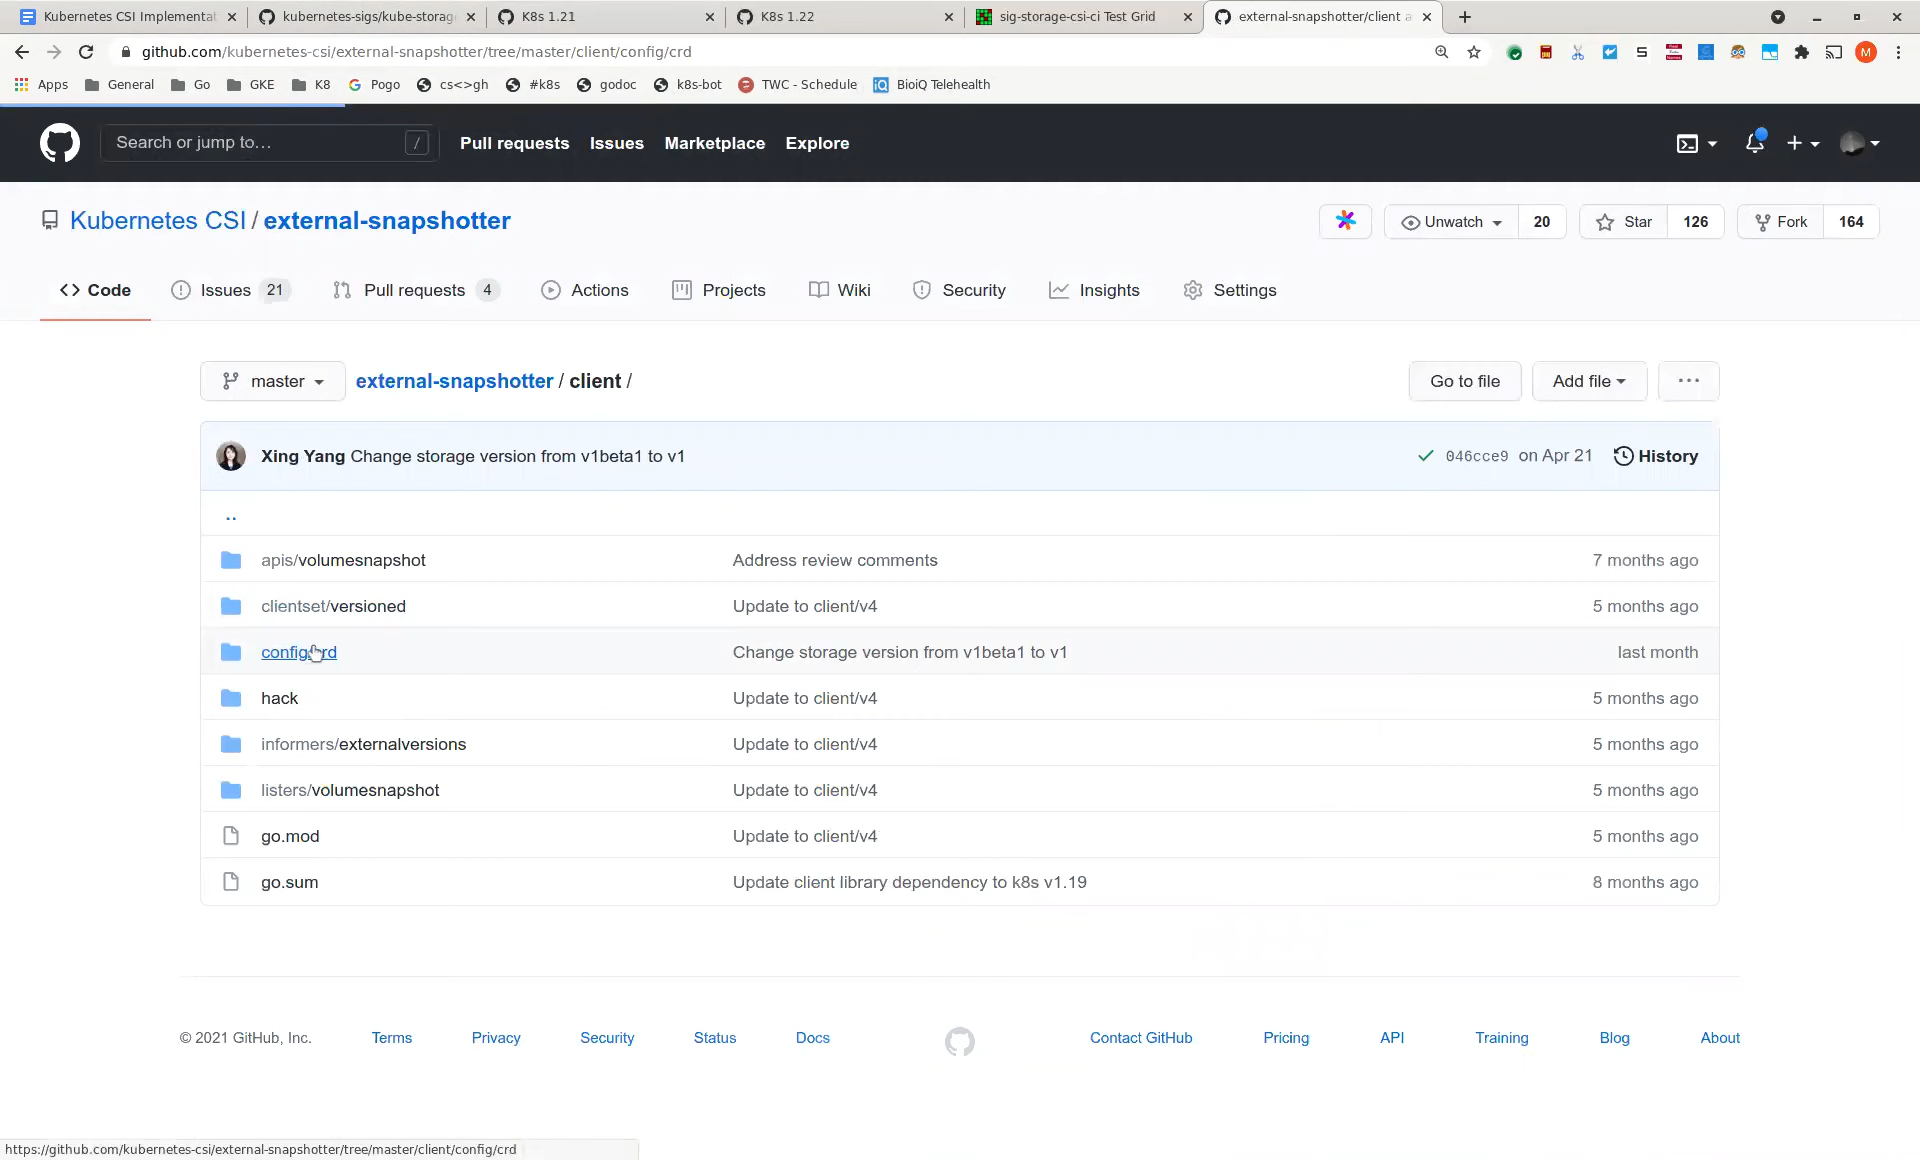 Kubernetes CSI Implementat
kubernetes-sigs/kube-storag
K8s 1.21
K8s 1.22
sig-storage-csi-ci Test Grid
external-snapshotter/client a
github.com/kubernetes-csi/external-snapshotter/tree/master/client/config/crd
M
Apps
General
Go
GKE
K8
Pogo
cs<>gh
#k8s
godoc
k8s-bot
TWC - Schedule
BioiQ Telehealth
Search or jump to…
/
Pull requests
Issues
Marketplace
Explore
Kubernetes CSI / external-snapshotter
Unwatch
20
Star
126
Fork
164
Code
Issues 21
Pull requests 4
Actions
Projects
Wiki
Security
Insights
Settings
master
external-snapshotter / client /
Go to file
Add file
Xing Yang Change storage version from v1beta1 to v1
046cce9 on Apr 21
History
..
apis/volumesnapshot Address review comments 7 months ago
clientset/versioned Update to client/v4 5 months ago
config/crd Change storage version from v1beta1 to v1 last month
hack Update to client/v4 5 months ago
informers/externalversions Update to client/v4 5 months ago
listers/volumesnapshot Update to client/v4 5 months ago
go.mod Update to client/v4 5 months ago
go.sum Update client library dependency to k8s v1.19 8 months ago
© 2021 GitHub, Inc.
Terms
Privacy
Security
Status
Docs
Contact GitHub
Pricing
API
Training
Blog
About
https://github.com/kubernetes-csi/external-snapshotter/tree/master/client/config/crd